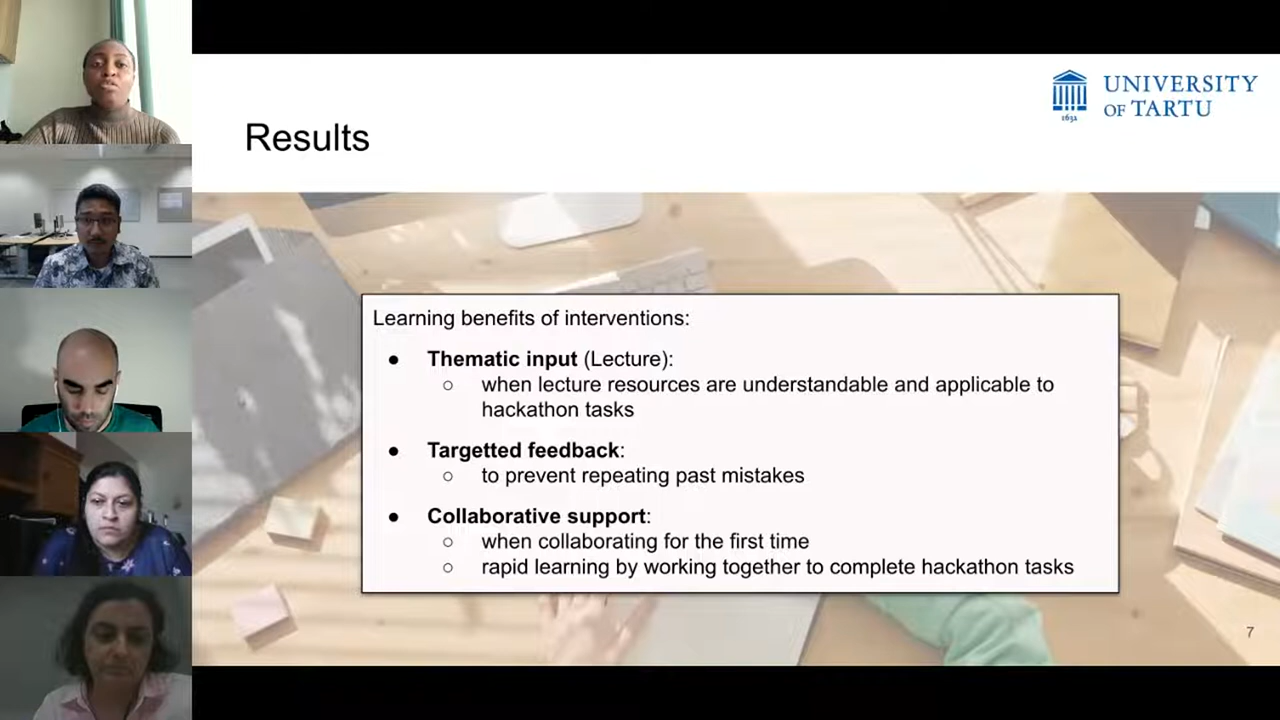 UNIVERSITY
OF TARTU
1632
Results
Learning benefits of interventions:
● Thematic input (Lecture):
○ when lecture resources are understandable and applicable to
hackathon tasks
● Targetted feedback:
○ to prevent repeating past mistakes
● Collaborative support:
○ when collaborating for the first time
○ rapid learning by working together to complete hackathon tasks
7